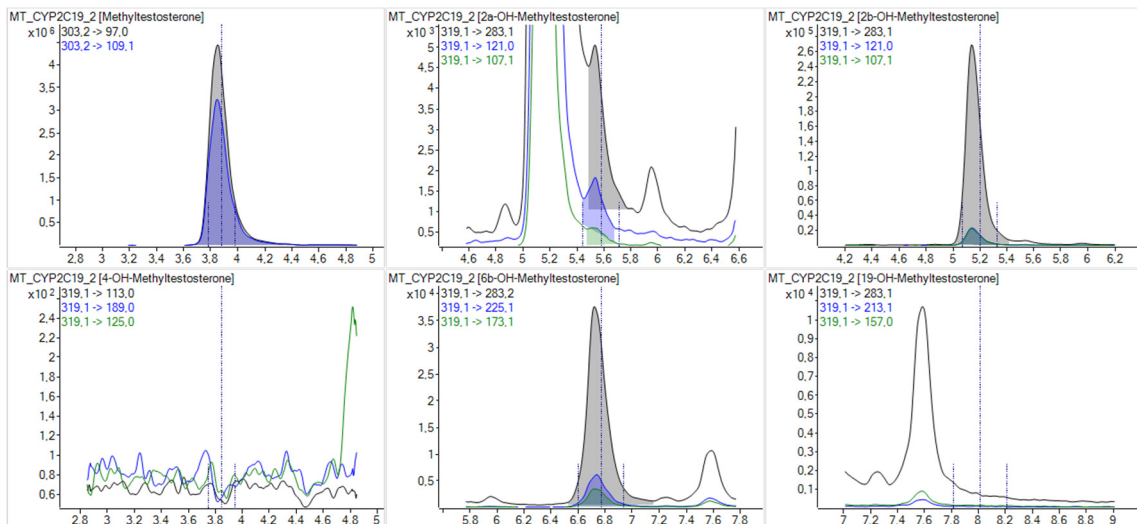 MT_CYP2C19_2 [Methyltestosterone]
x10 6
303,2 -> 97,0
303,2 -> 109,1
4,5
4
3,5
3
2,5
2
1,5
1
0,5
2.8 3 3.2 3.4 3.6 3.8 4 4.2 4.4 4.6 4.8 5
MT_CYP2C19_2 [2a-OH-Methyltestosterone]
x10 3
319,1 -> 283,1
319,1 -> 121,0
319,1 -> 107,1
5
4,5
4
3,5
3
2,5
2
1,5
1
0,5
4.6 4.8 5 5.2 5.4 5.6 5.8 6 6.2 6.4 6.6 6.8
MT_CYP2C19_2 [2b-OH-Methyltestosterone]
x10 5
319,1 -> 283,1
319,1 -> 121,0
319,1 -> 107,1
2,6
2,4
2,2
2
1,8
1,6
1,4
1,2
1
0,8
0,6
0,4
0,2
4.2 4.4 4.6 4.8 5 5.2 5.4 5.6 5.8 6 6.2
MT_CYP2C19_2 [4-OH-Methyltestosterone]
x10 2
319,1 -> 113,0
319,1 -> 189,0
319,1 -> 125,0
2,4
2,2
2
1,8
1,6
1,4
1,2
1
0,8
0,6
2.8 3 3.2 3.4 3.6 3.8 4 4.2 4.4 4.6 4.8 5
MT_CYP2C19_2 [6b-OH-Methyltestosterone]
x10 4
319,1 -> 283,2
319,1 -> 225,1
319,1 -> 173,1
3,5
3
2,5
2
1,5
1
0,5
5.8 6 6.2 6.4 6.6 6.8 7 7.2 7.4 7.6 7.8
MT_CYP2C19_2 [19-OH-Methyltestosterone]
x10 4
319,1 -> 283,1
319,1 -> 213,1
319,1 -> 157,0
1
0,9
0,8
0,7
0,6
0,5
0,4
0,3
0,2
0,1
7 7.2 7.4 7.6 7.8 8 8.2 8.4 8.6 8.8 9